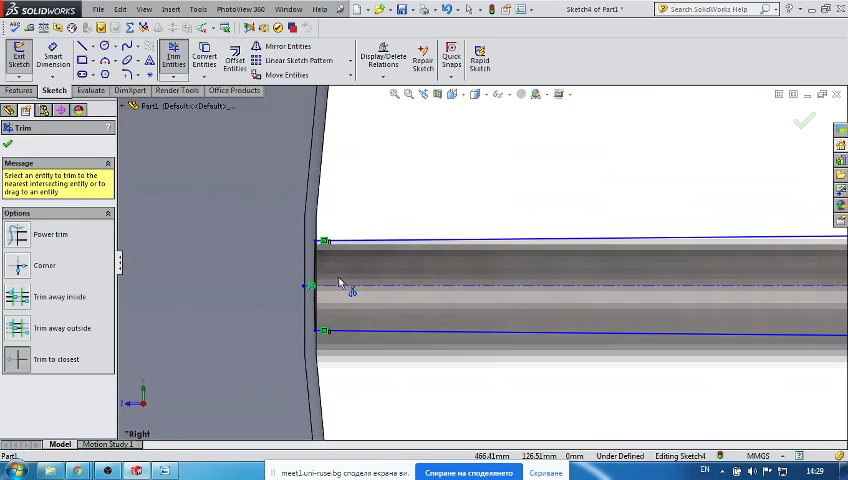 SOLIDWORKS
File Edit View Insert Tools PhotoView 360 Window Help
Sketch4 of Part1 *
Search SolidWorks Help
Exit Sketch
Smart Dimension
Trim Entities
Convert Entities
Offset Entities
Mirror Entities
Linear Sketch Pattern
Move Entities
Display/Delete Relations
Repair Sketch
Quick Snaps
Rapid Sketch
Features Sketch Evaluate DimXpert Render Tools Office Products
Part1 (Default<<Default>_...
Trim
Message
Select an entity to trim to the
nearest intersecting entity or to
drag to an entity
Options
Power trim
Corner
Trim away inside
Trim away outside
Trim to closest
Y
Z
*Right
Model Motion Study 1
Part1 466.41mm 126.51mm 0mm Under Defined Editing Sketch4 MMGS
meet1.uni-ruse.bg споделя екрана ви. Спиране на споделянето Скриване
EN 14:29